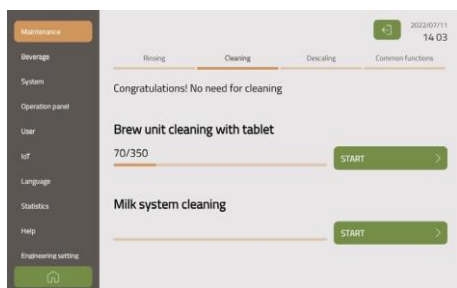 Maintenance
2022/07/11
14 03
Beverage
Rinsing
Cleaning
Descaling
Common functions
System
Congratulations! No need for cleaning
Operation panel
User
Brew unit cleaning with tablet
IoT
70/350
START
Language
Statistics
Milk system cleaning
Help
START
Engineering setting